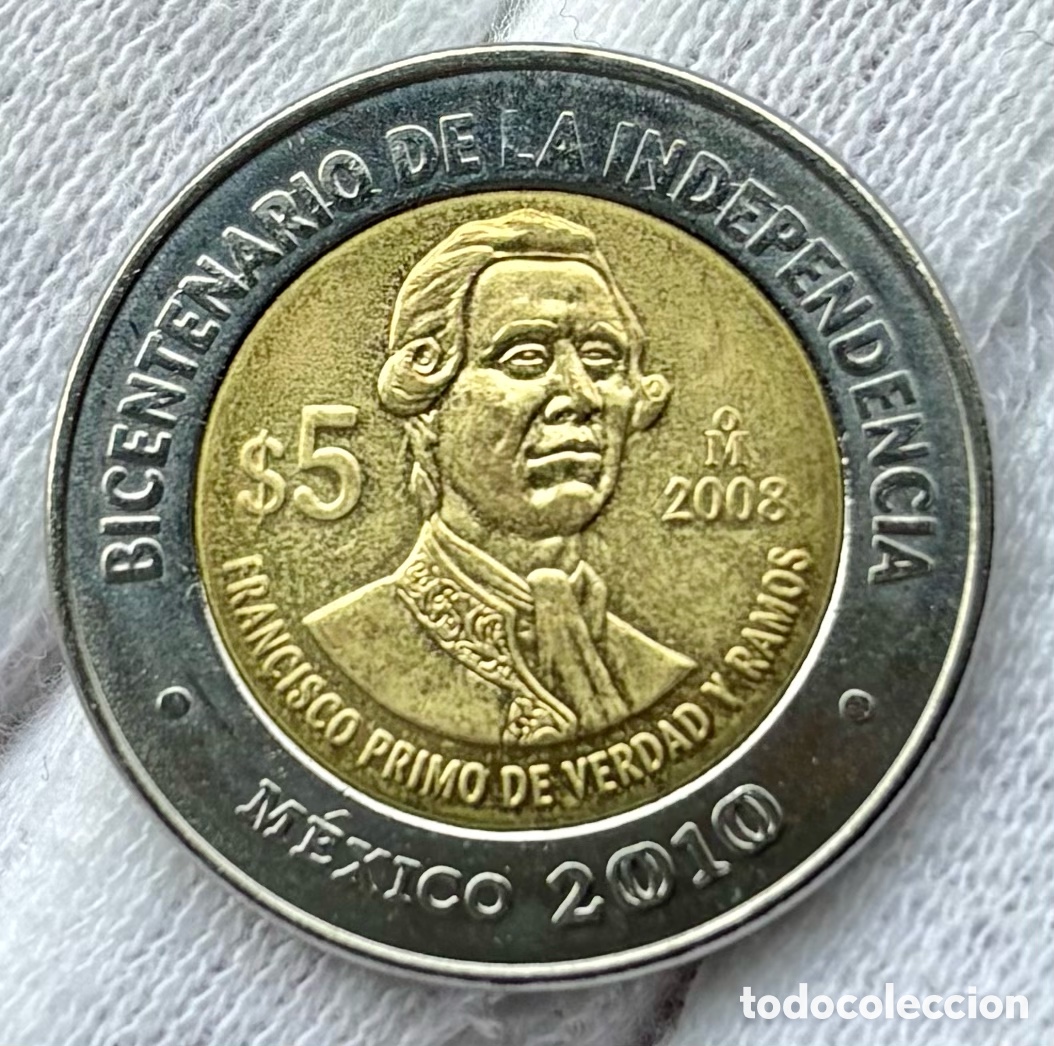 BICENTENARIO DE LA INDEPENDENCIA
$5
M̊
2008
FRANCISCO PRIMO DE VERDAD Y RAMOS
MÉXICO 2010
todocoleccion